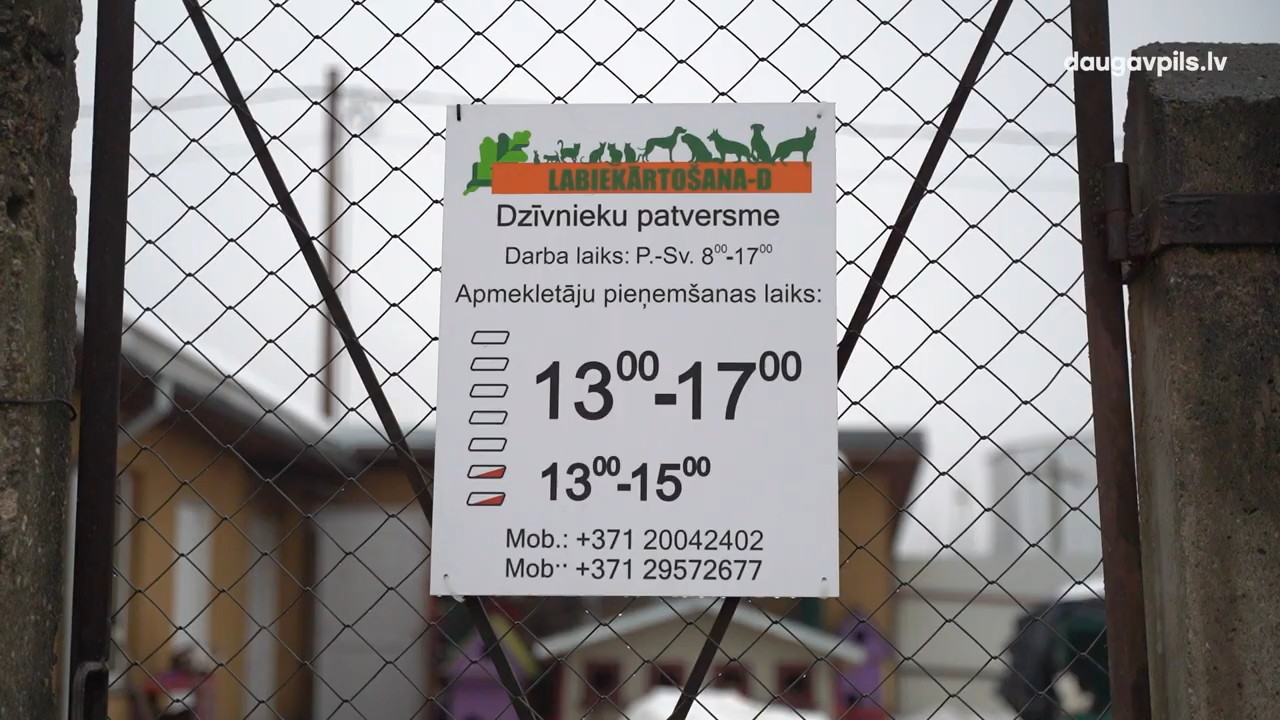 daugavpils.lv
LABIEKĀRTOŠANA-D
Dzīvnieku patversme
Darba laiks: P.-Sv. 8⁰⁰-17⁰⁰
Apmekletāju pieņemšanas laiks:
13⁰⁰-17⁰⁰
13⁰⁰-15⁰⁰
Mob.: +371 20042402
Mob·· +371 29572677